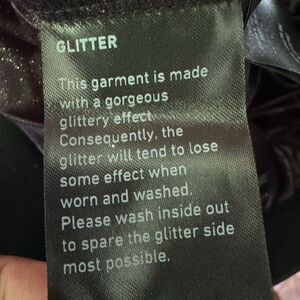 GLITTER
This garment is made
with a gorgeous
glittery effect
Consequently, the
glitter will tend to lose
some effect when
worn and washed.
Please wash inside out
to spare the glitter side
most possible.